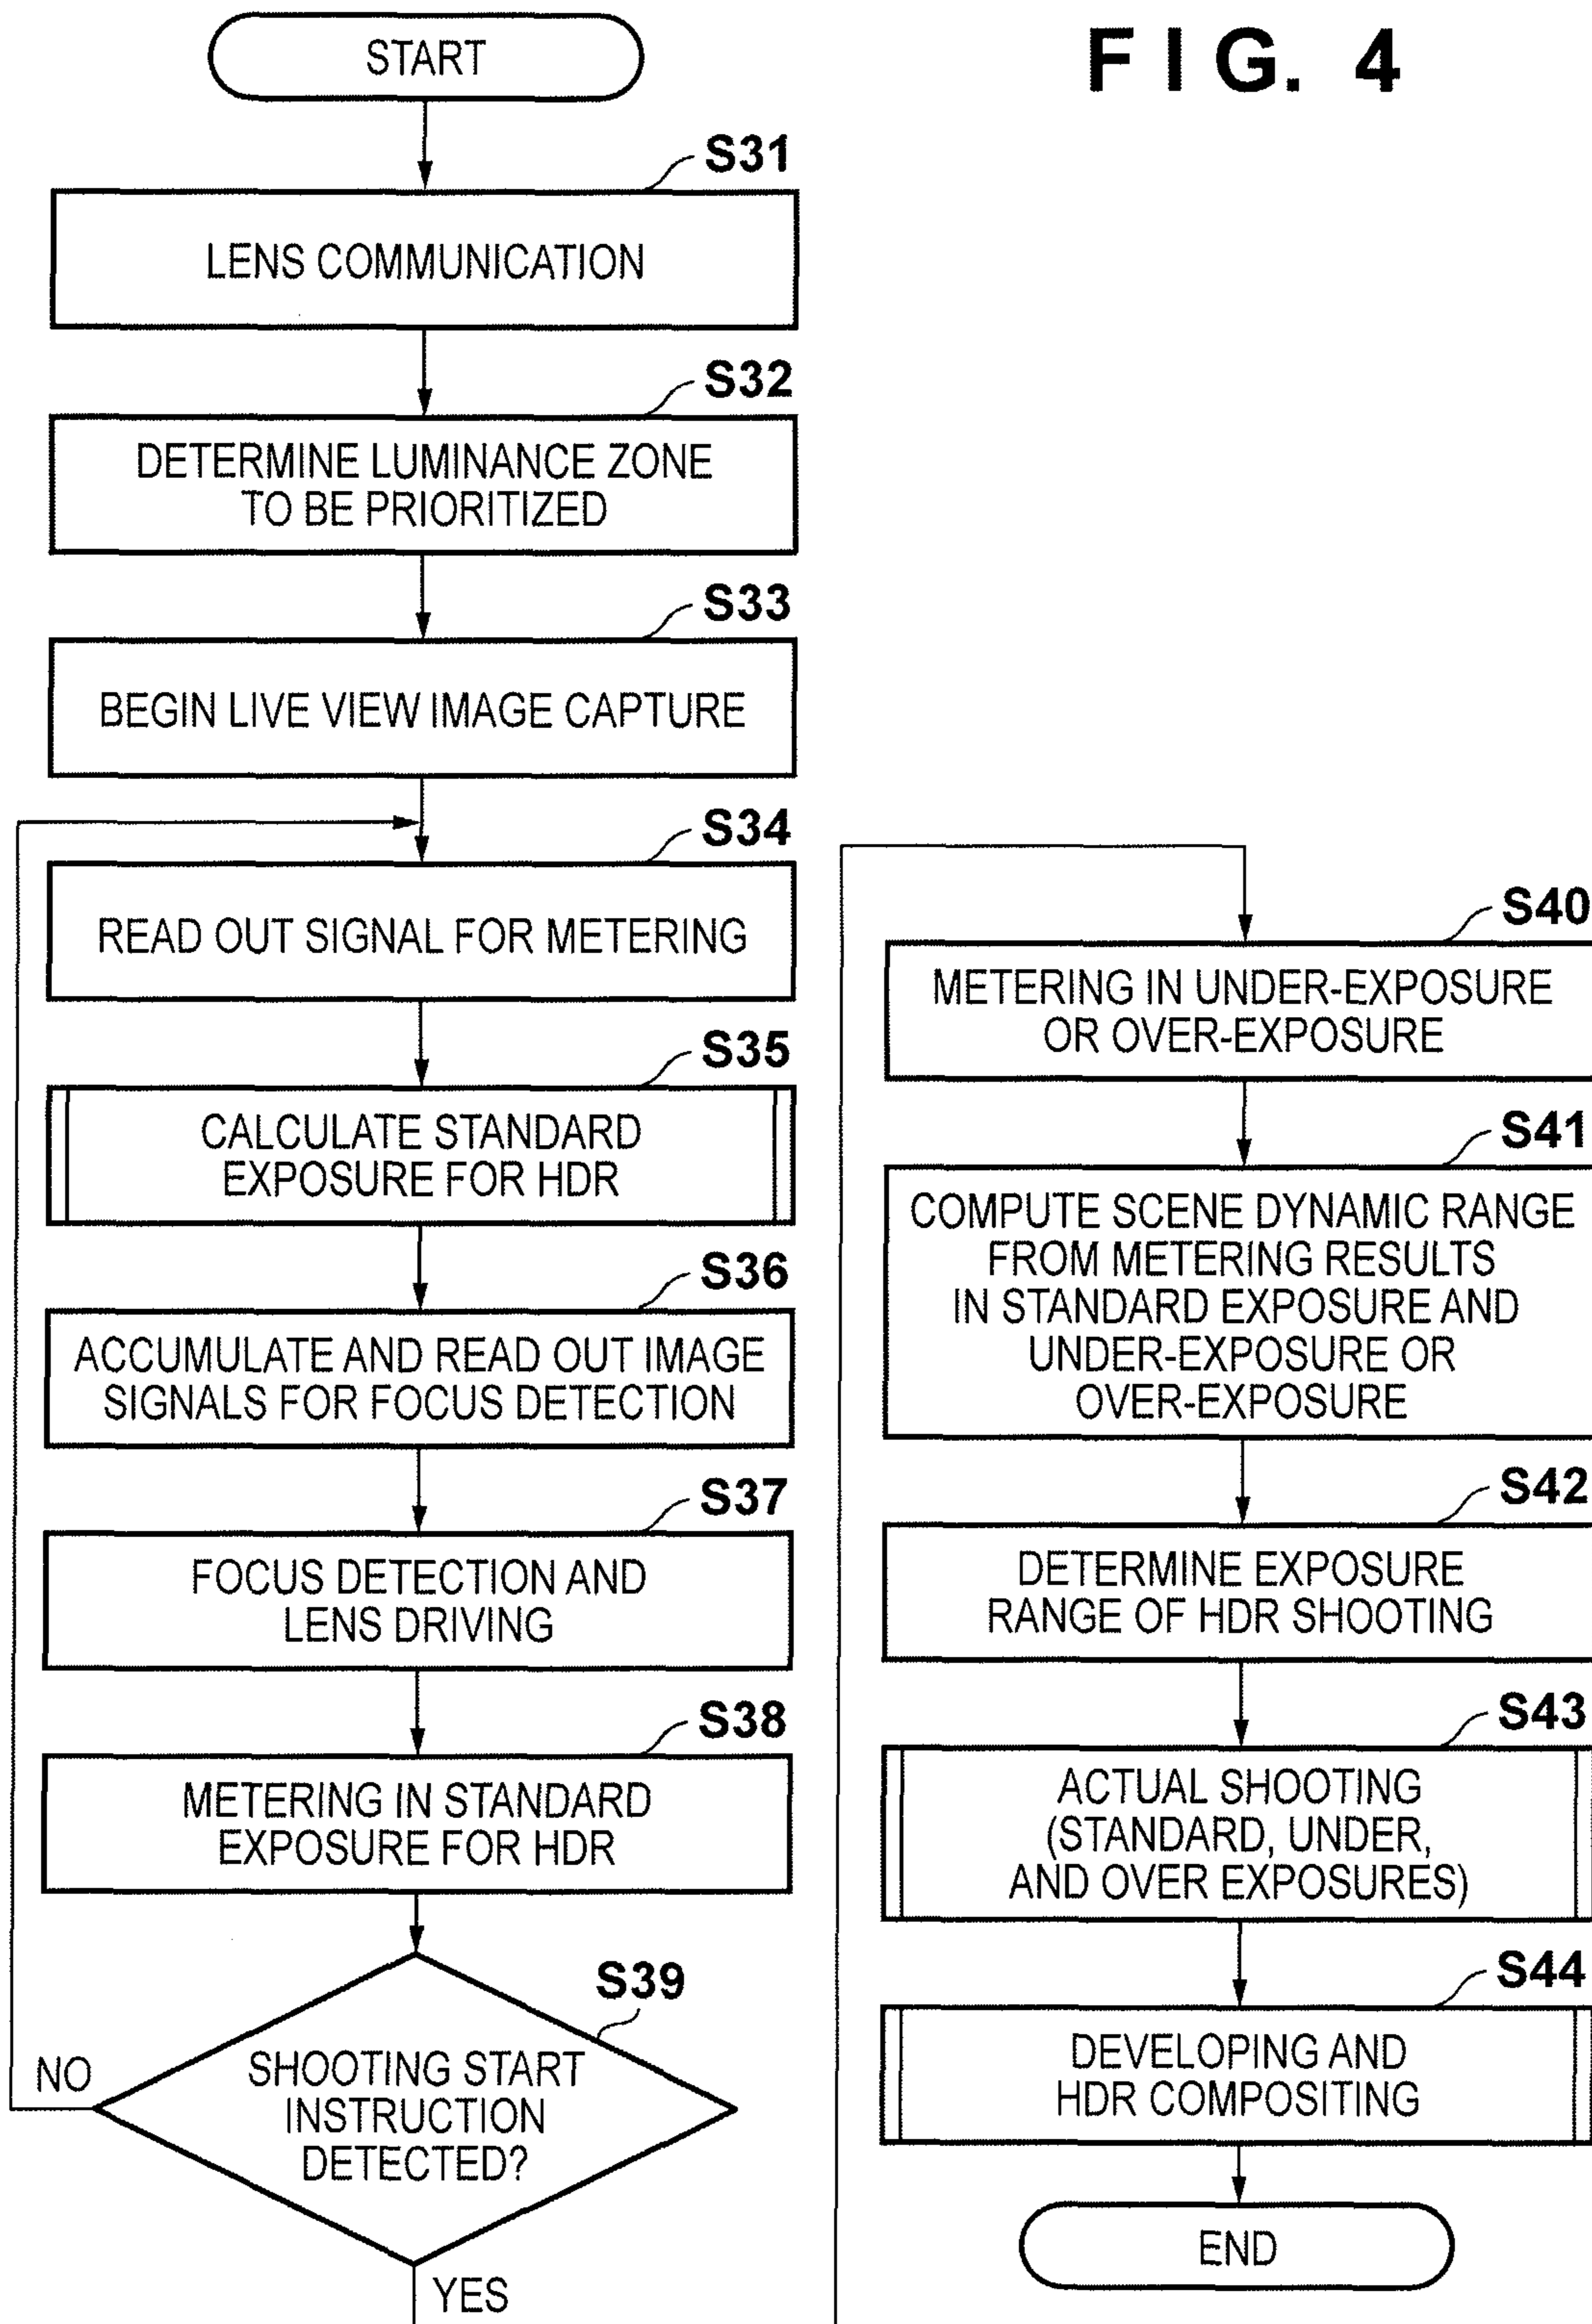 F I G. 4
START
S31
LENS COMMUNICATION
S32
DETERMINE LUMINANCE ZONE
TO BE PRIORITIZED
S33
BEGIN LIVE VIEW IMAGE CAPTURE
S34
READ OUT SIGNAL FOR METERING
S35
CALCULATE STANDARD
EXPOSURE FOR HDR
S36
ACCUMULATE AND READ OUT IMAGE
SIGNALS FOR FOCUS DETECTION
S37
FOCUS DETECTION AND
LENS DRIVING
S38
METERING IN STANDARD
EXPOSURE FOR HDR
S39
SHOOTING START
INSTRUCTION
DETECTED?
NO
YES
S40
METERING IN UNDER-EXPOSURE
OR OVER-EXPOSURE
S41
COMPUTE SCENE DYNAMIC RANGE
FROM METERING RESULTS
IN STANDARD EXPOSURE AND
UNDER-EXPOSURE OR
OVER-EXPOSURE
S42
DETERMINE EXPOSURE
RANGE OF HDR SHOOTING
S43
ACTUAL SHOOTING
(STANDARD, UNDER,
AND OVER EXPOSURES)
S44
DEVELOPING AND
HDR COMPOSITING
END